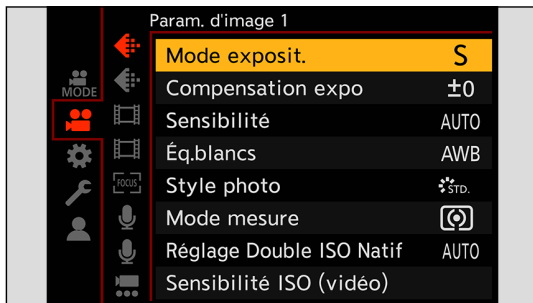 Param. d'image 1
Mode exposit. S
Compensation expo ±0
MODE
Sensibilité AUTO
Éq.blancs AWB
FOCUS
Style photo STD.
Mode mesure
Réglage Double ISO Natif AUTO
Sensibilité ISO (vidéo)